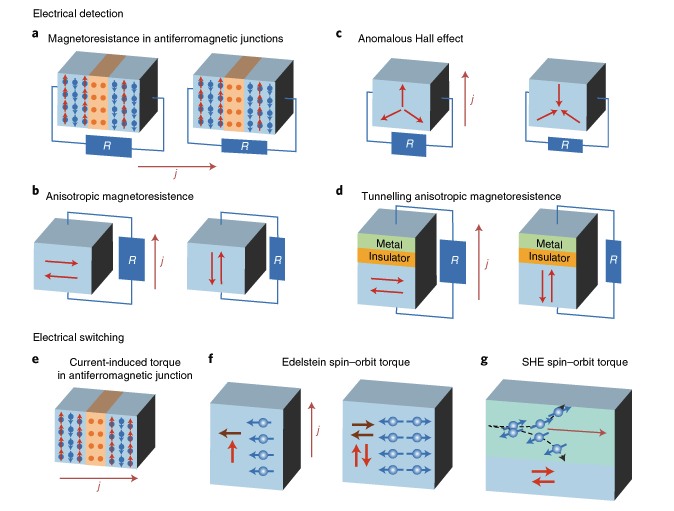 Electrical detection
a Magnetoresistance in antiferromagnetic junctions
R
R
j
b Anisotropic magnetoresistence
R
j
R
c Anomalous Hall effect
R
j
R
d Tunnelling anisotropic magnetoresistence
Metal
Insulator
R
j
Metal
Insulator
R
Electrical switching
e Current-induced torque
in antiferromagnetic junction
j
f Edelstein spin–orbit torque
j
g SHE spin–orbit torque